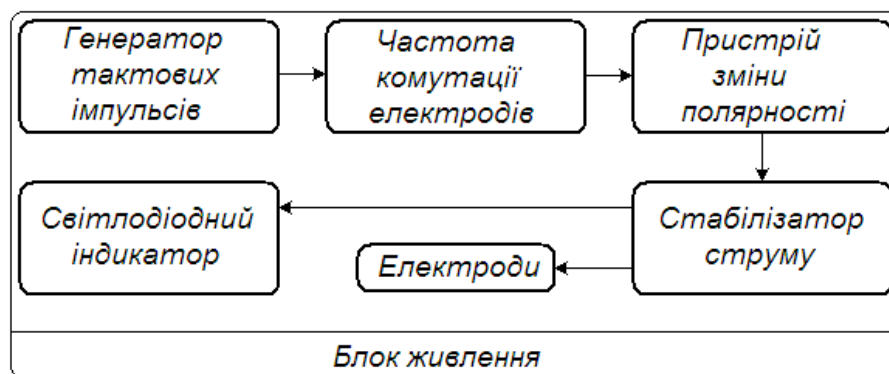 Генератор
тактових
імпульсів
Частота
комутації
електродів
Пристрій
зміни
полярності
Світлодіодний
індикатор
Електроди
Стабілізатор
струму
Блок живлення